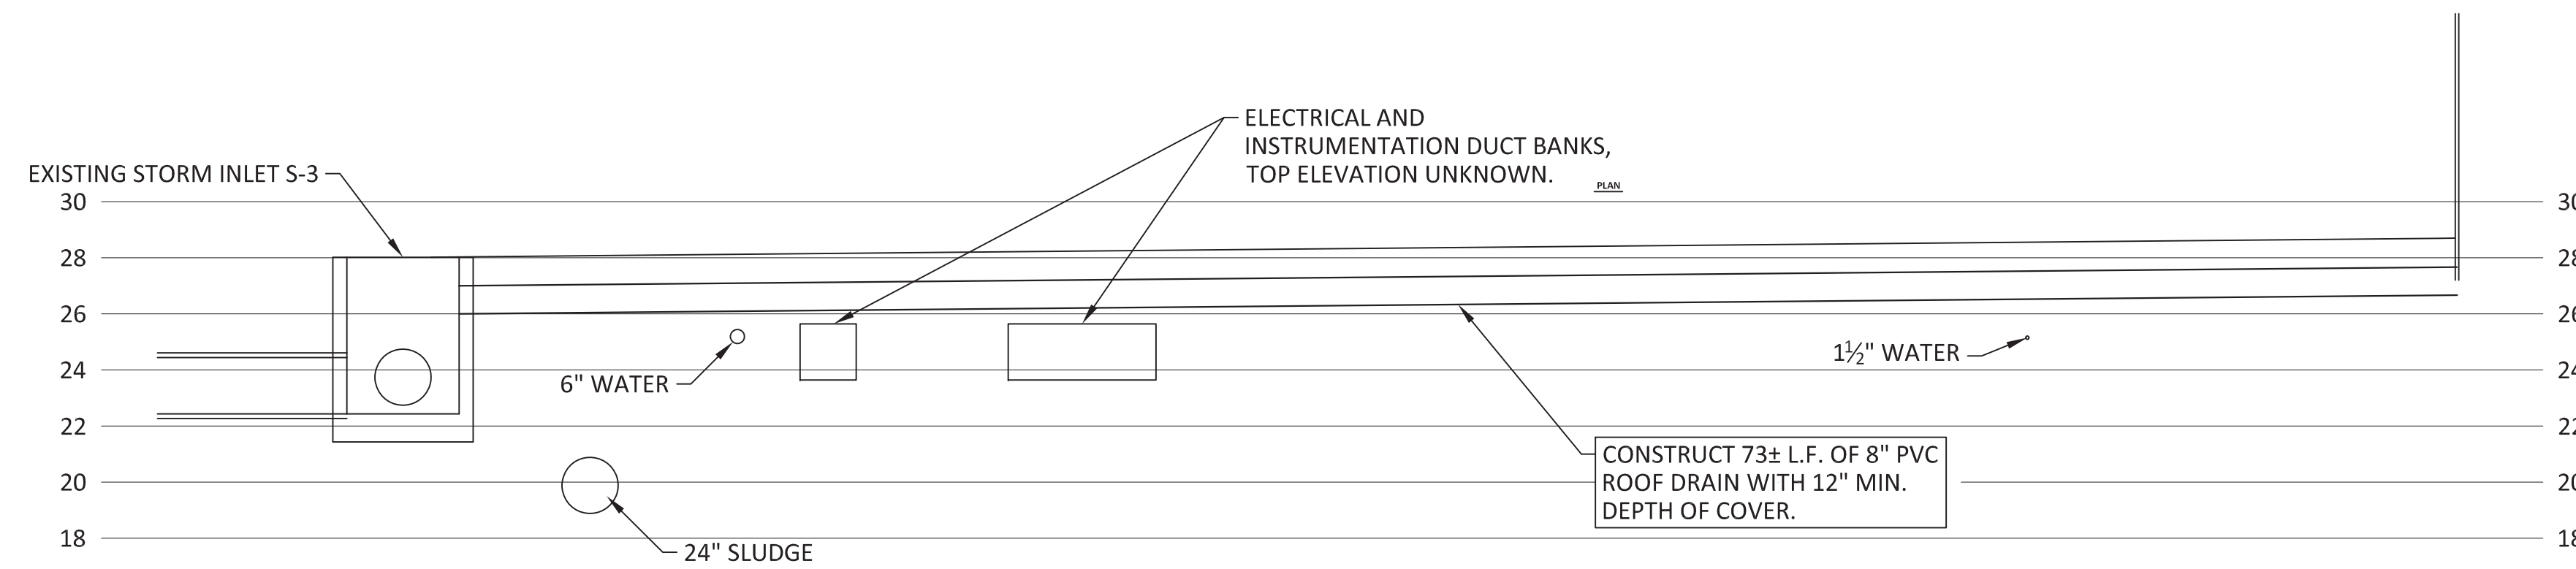 ELECTRICAL AND
INSTRUMENTATION DUCT BANKS,
TOP ELEVATION UNKNOWN.
PLAN
EXISTING STORM INLET S-3
30
30
28
28
26
26
24
24
22
22
20
20
18
18
6" WATER
1½" WATER
CONSTRUCT 73± L.F. OF 8" PVC
ROOF DRAIN WITH 12" MIN.
DEPTH OF COVER.
24" SLUDGE